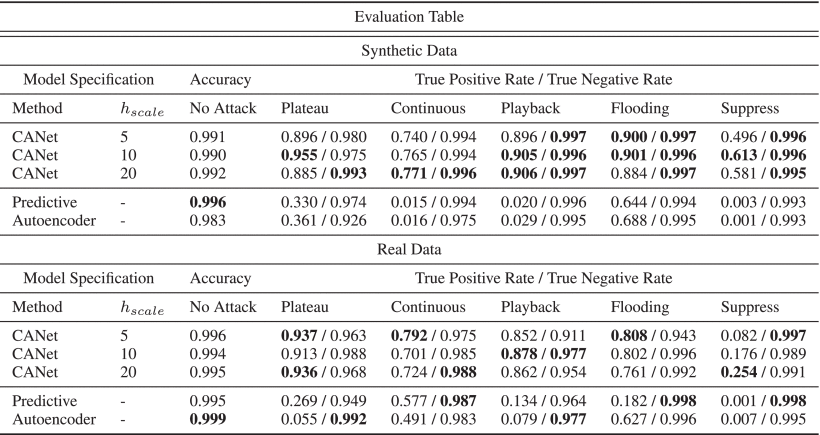 Evaluation Table
Synthetic Data
Model Specification Accuracy True Positive Rate / True Negative Rate
Method h_scale No Attack Plateau Continuous Playback Flooding Suppress
CANet 5 0.991 0.896 / 0.980 0.740 / 0.994 0.896 / 0.997 0.900 / 0.997 0.496 / 0.996
CANet 10 0.990 0.955 / 0.975 0.765 / 0.994 0.905 / 0.996 0.901 / 0.996 0.613 / 0.996
CANet 20 0.992 0.885 / 0.993 0.771 / 0.996 0.906 / 0.997 0.884 / 0.997 0.581 / 0.995
Predictive - 0.996 0.330 / 0.974 0.015 / 0.994 0.020 / 0.996 0.644 / 0.994 0.003 / 0.993
Autoencoder - 0.983 0.361 / 0.926 0.016 / 0.975 0.029 / 0.995 0.688 / 0.995 0.001 / 0.993
Real Data
Model Specification Accuracy True Positive Rate / True Negative Rate
Method h_scale No Attack Plateau Continuous Playback Flooding Suppress
CANet 5 0.996 0.937 / 0.963 0.792 / 0.975 0.852 / 0.911 0.808 / 0.943 0.082 / 0.997
CANet 10 0.994 0.913 / 0.988 0.701 / 0.985 0.878 / 0.977 0.802 / 0.996 0.176 / 0.989
CANet 20 0.995 0.936 / 0.968 0.724 / 0.988 0.862 / 0.954 0.761 / 0.992 0.254 / 0.991
Predictive - 0.995 0.269 / 0.949 0.577 / 0.987 0.134 / 0.964 0.182 / 0.998 0.001 / 0.998
Autoencoder - 0.999 0.055 / 0.992 0.491 / 0.983 0.079 / 0.977 0.627 / 0.996 0.007 / 0.995